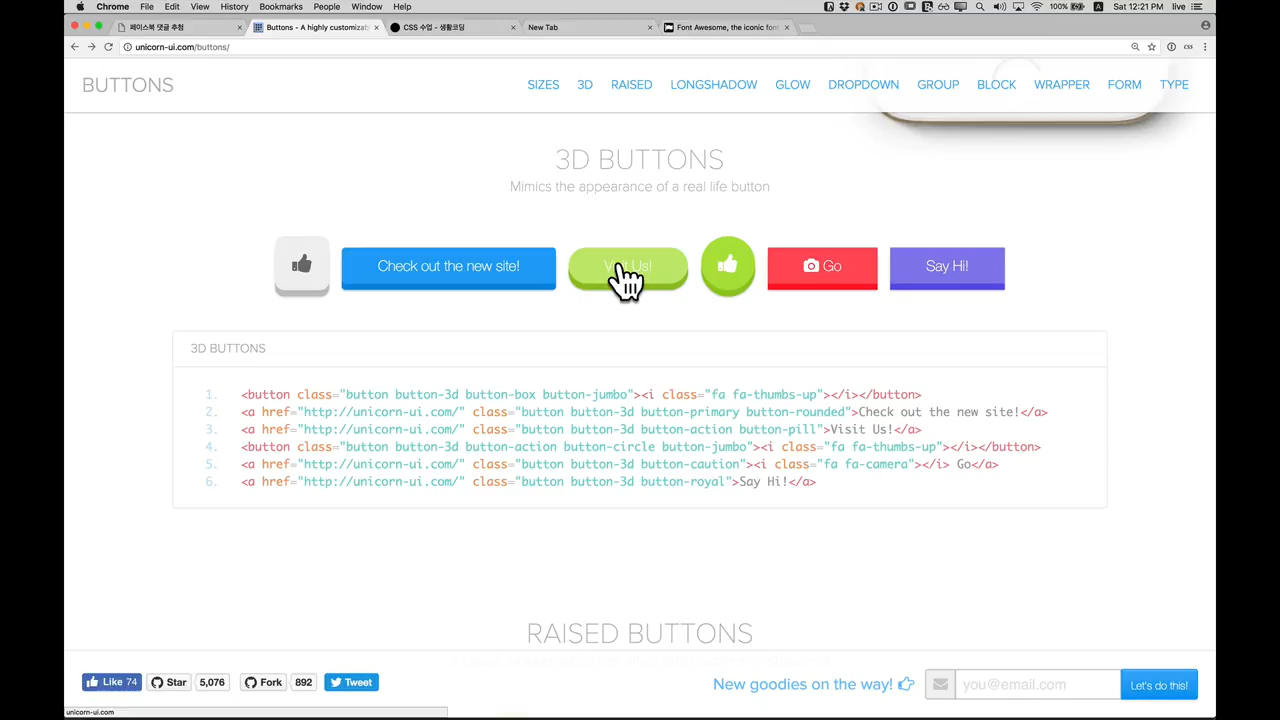 Chrome File Edit View History Bookmarks People Window Help 100% Sat 12:21 PM live
페이스북 댓글 추첨 Buttons - A highly customizab CSS 수업 - 생활코딩 New Tab Font Awesome, the iconic font
unicorn-ui.com/buttons/
BUTTONS SIZES 3D RAISED LONGSHADOW GLOW DROPDOWN GROUP BLOCK WRAPPER FORM TYPE
3D BUTTONS
Mimics the appearance of a real life button
Check out the new site! Visit Us! Go Say Hi!
3D BUTTONS
1. <button class="button button-3d button-box button-jumbo"><i class="fa fa-thumbs-up"></i></button>
2. <a href="http://unicorn-ui.com/" class="button button-3d button-primary button-rounded">Check out the new site!</a>
3. <a href="http://unicorn-ui.com/" class="button button-3d button-action button-pill">Visit Us!</a>
4. <button class="button button-3d button-action button-circle button-jumbo"><i class="fa fa-thumbs-up"></i></button>
5. <a href="http://unicorn-ui.com/" class="button button-3d button-caution"><i class="fa fa-camera"></i> Go</a>
6. <a href="http://unicorn-ui.com/" class="button button-3d button-royal">Say Hi!</a>
RAISED BUTTONS
Like 74 Star 5,076 Fork 892 Tweet New goodies on the way! you@email.com Let's do this!
unicorn-ui.com